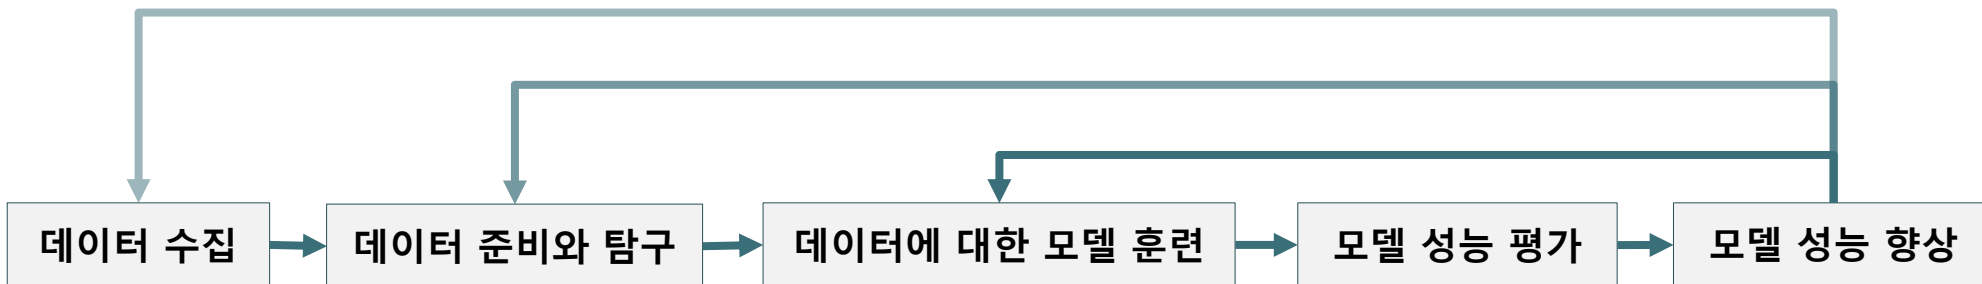 데이터 수집
데이터 준비와 탐구
데이터에 대한 모델 훈련
모델 성능 평가
모델 성능 향상